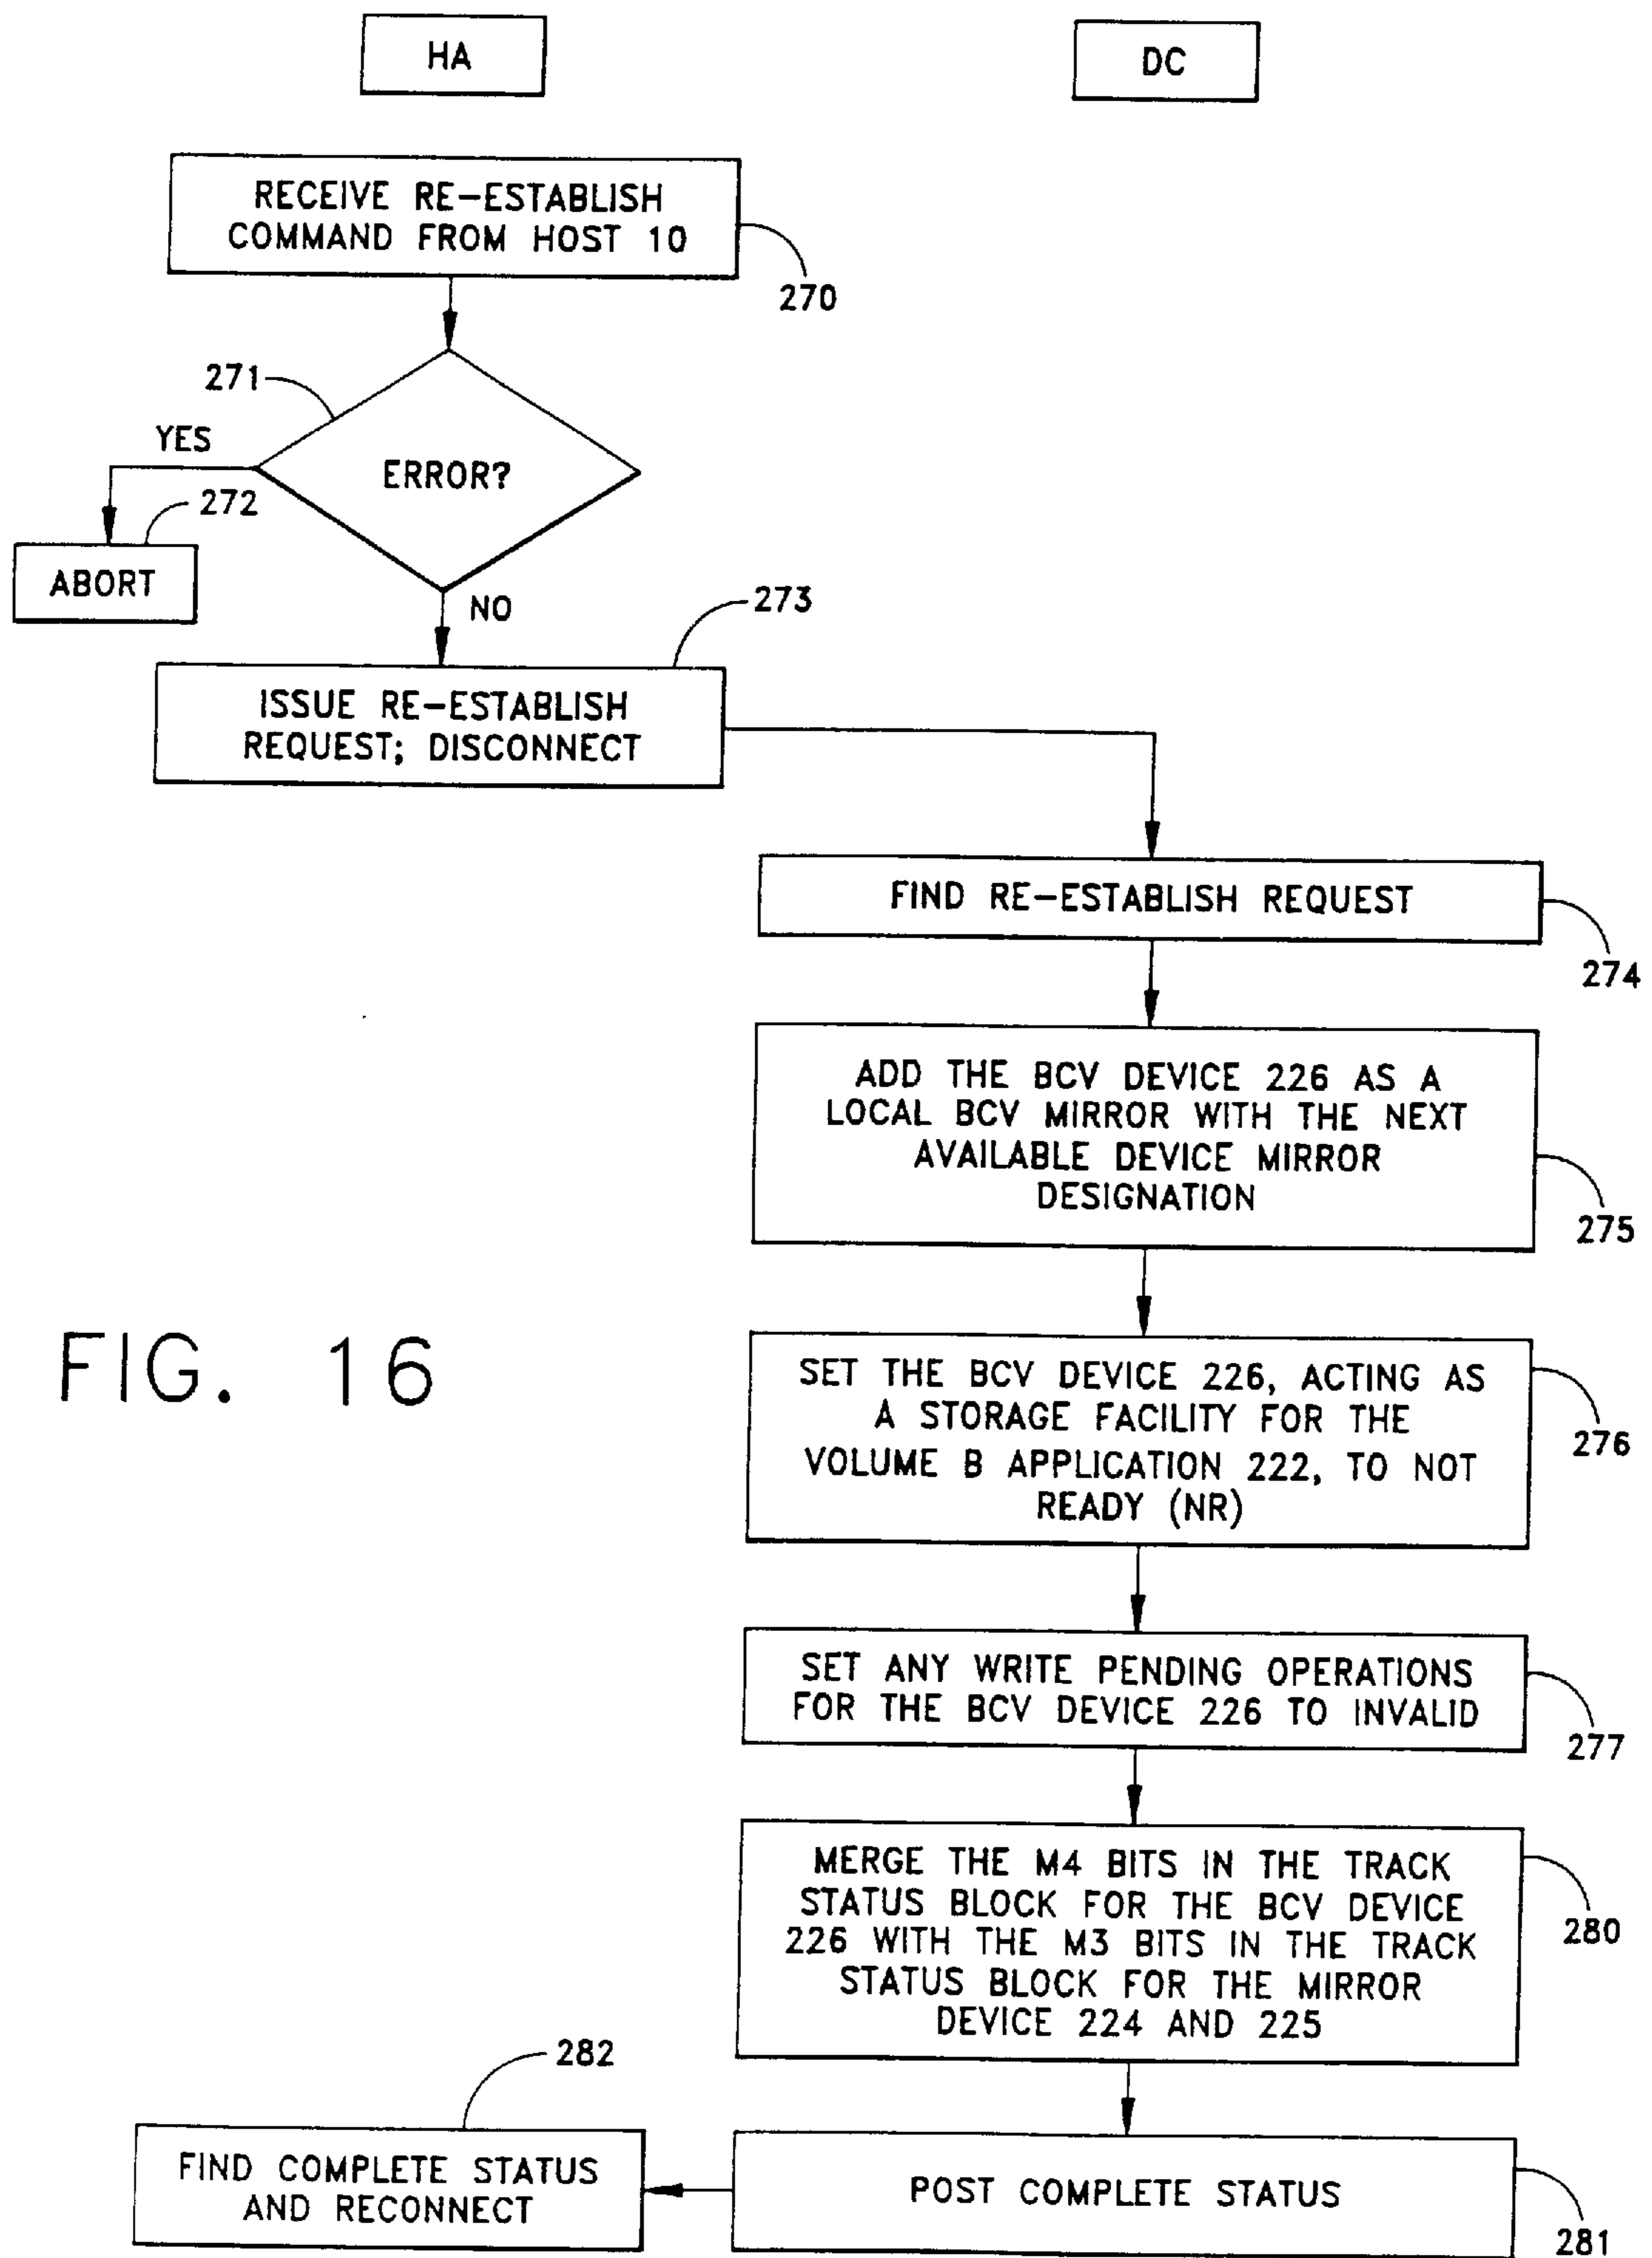 HA
DC
RECEIVE RE-ESTABLISH
COMMAND FROM HOST 10
270
271
YES
ERROR?
272
ABORT
NO
273
ISSUE RE-ESTABLISH
REQUEST; DISCONNECT
FIND RE-ESTABLISH REQUEST
274
ADD THE BCV DEVICE 226 AS A
LOCAL BCV MIRROR WITH THE NEXT
AVAILABLE DEVICE MIRROR
DESIGNATION
275
FIG. 16
SET THE BCV DEVICE 226, ACTING AS
A STORAGE FACILITY FOR THE
VOLUME B APPLICATION 222, TO NOT
READY (NR)
276
SET ANY WRITE PENDING OPERATIONS
FOR THE BCV DEVICE 226 TO INVALID
277
MERGE THE M4 BITS IN THE TRACK
STATUS BLOCK FOR THE BCV DEVICE
226 WITH THE M3 BITS IN THE TRACK
STATUS BLOCK FOR THE MIRROR
DEVICE 224 AND 225
280
282
FIND COMPLETE STATUS
AND RECONNECT
POST COMPLETE STATUS
281